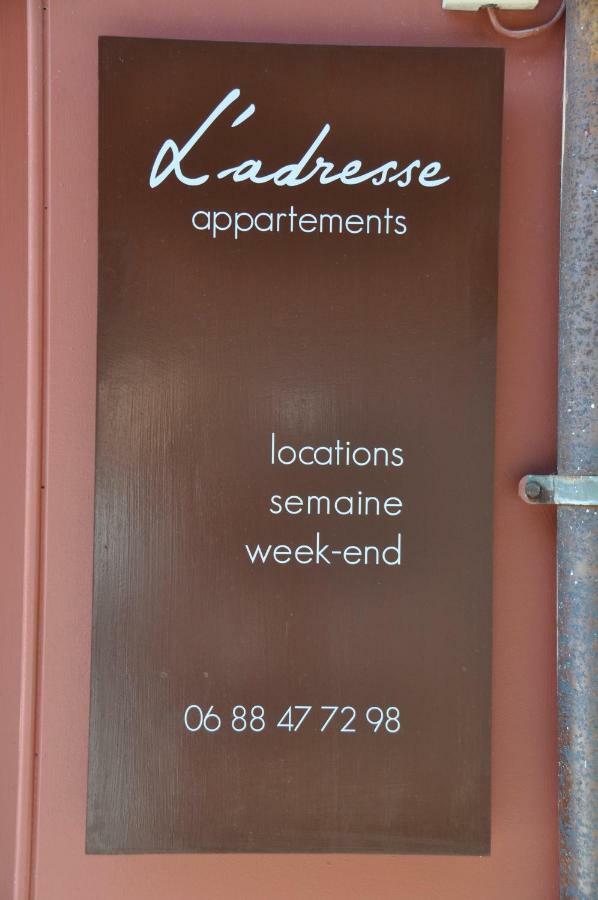 L'adresse
appartements
locations
semaine
week-end
06 88 47 72 98